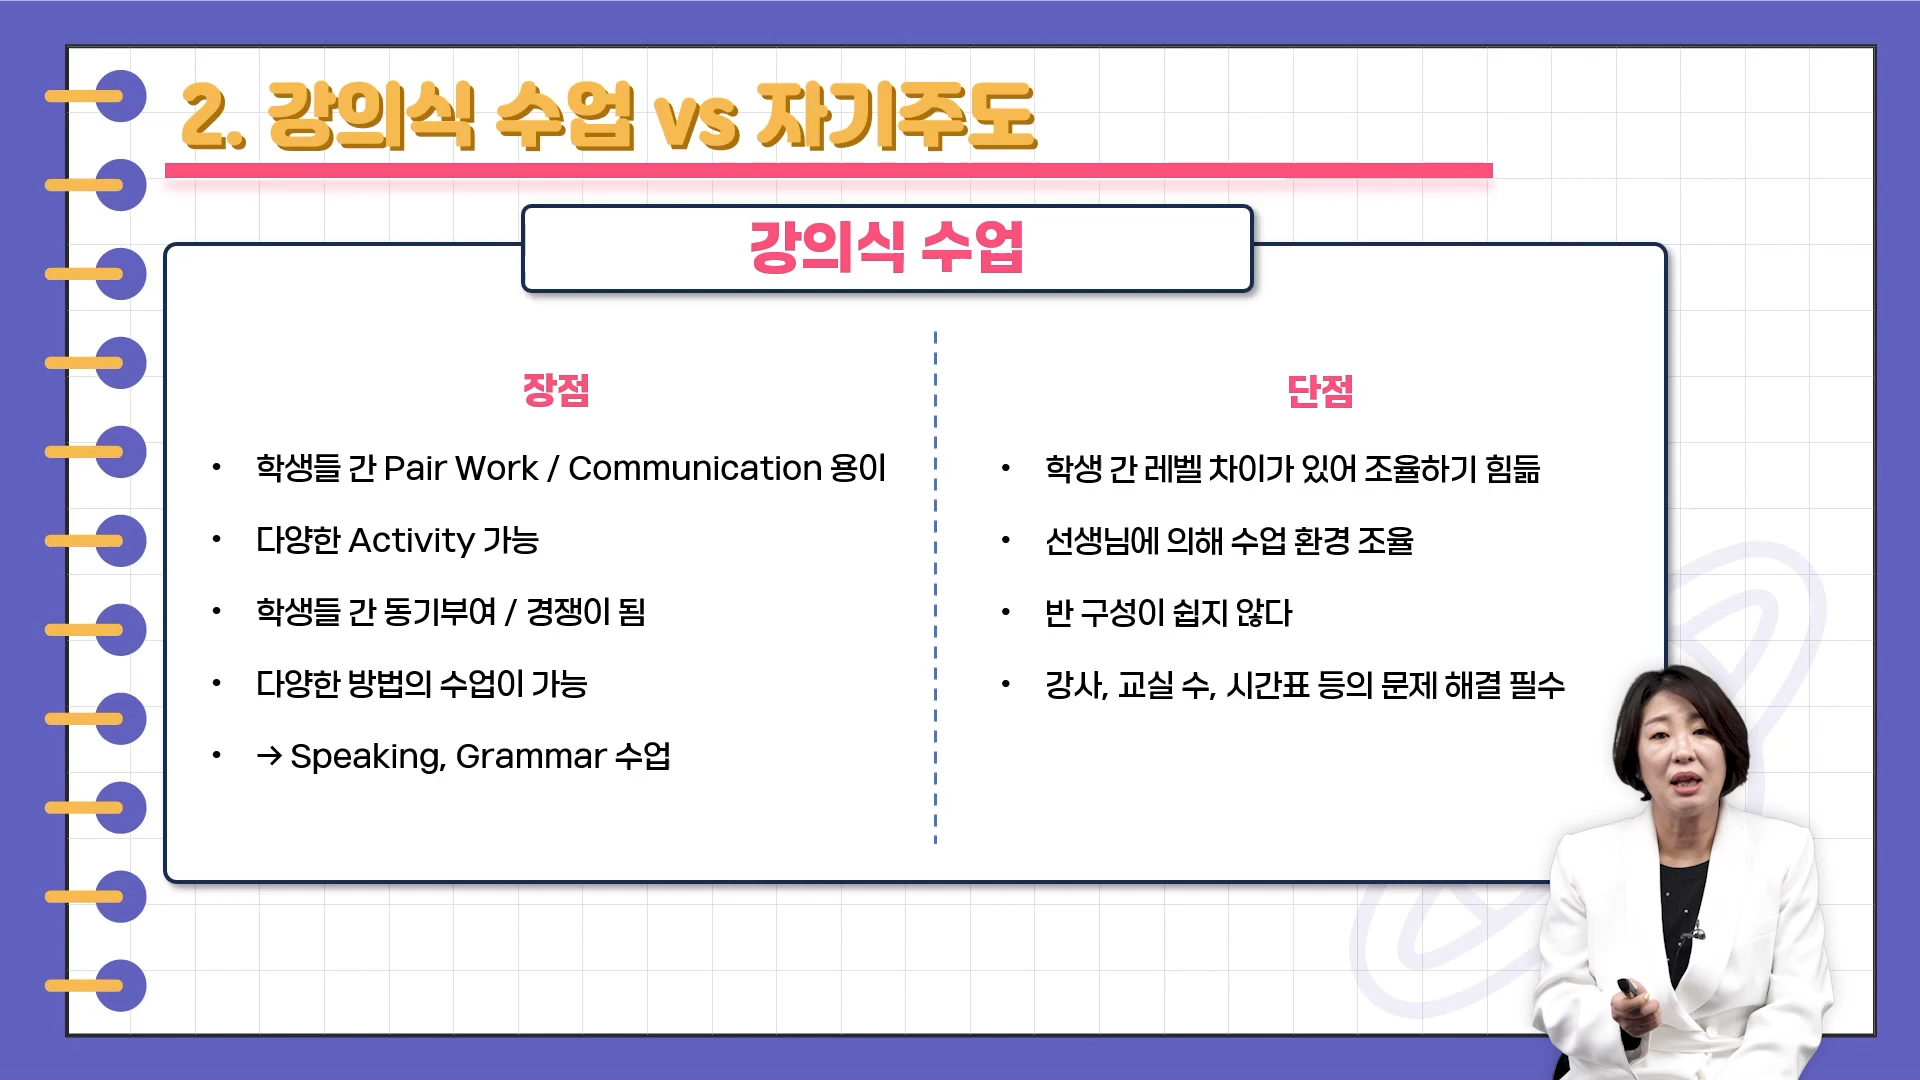 2. 강의식 수업 vs 자기주도
강의식 수업
장점
• 학생들 간 Pair Work / Communication 용이
• 다양한 Activity 가능
• 학생들 간 동기부여 / 경쟁이 됨
• 다양한 방법의 수업이 가능
• → Speaking, Grammar 수업
단점
• 학생 간 레벨 차이가 있어 조율하기 힘듦
• 선생님에 의해 수업 환경 조율
• 반 구성이 쉽지 않다
• 강사, 교실 수, 시간표 등의 문제 해결 필수